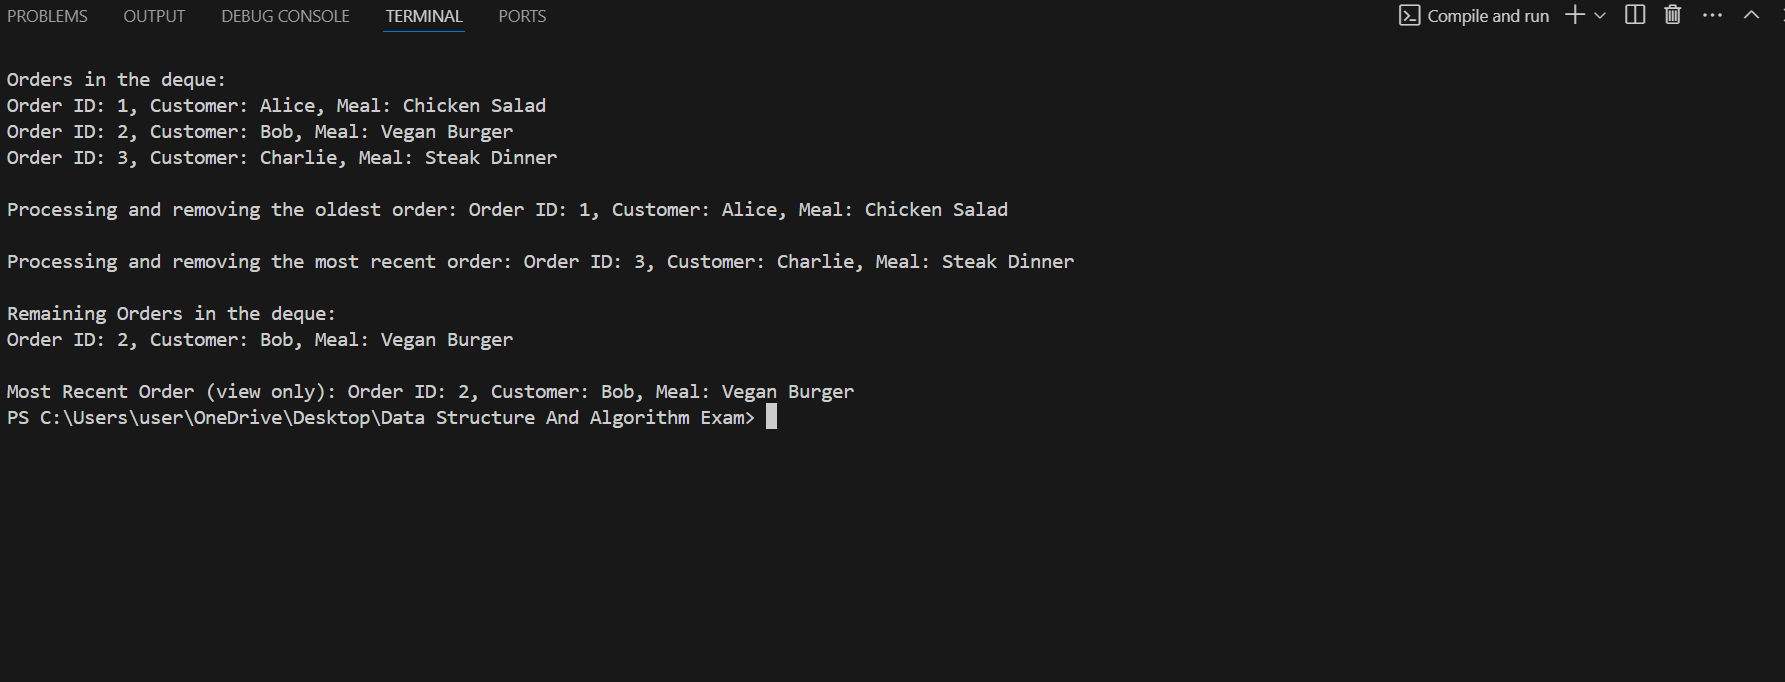 PROBLEMS OUTPUT DEBUG CONSOLE TERMINAL PORTS Compile and run
Orders in the deque:
Order ID: 1, Customer: Alice, Meal: Chicken Salad
Order ID: 2, Customer: Bob, Meal: Vegan Burger
Order ID: 3, Customer: Charlie, Meal: Steak Dinner
Processing and removing the oldest order: Order ID: 1, Customer: Alice, Meal: Chicken Salad
Processing and removing the most recent order: Order ID: 3, Customer: Charlie, Meal: Steak Dinner
Remaining Orders in the deque:
Order ID: 2, Customer: Bob, Meal: Vegan Burger
Most Recent Order (view only): Order ID: 2, Customer: Bob, Meal: Vegan Burger
PS C:\Users\user\OneDrive\Desktop\Data Structure And Algorithm Exam>